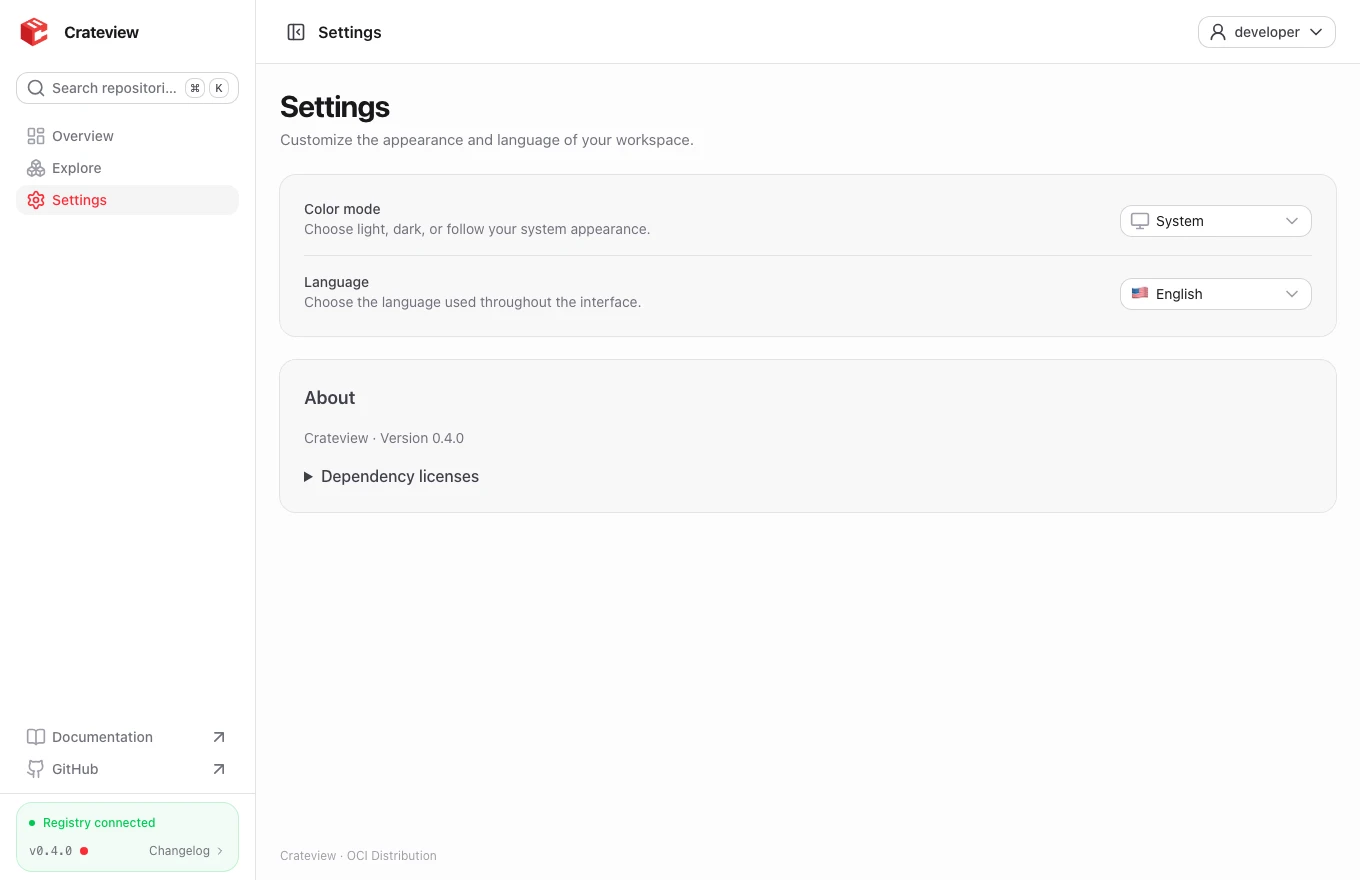 Crateview
Search repositori... ⌘ K
Overview
Explore
Settings
Documentation
GitHub
Registry connected
v0.4.0
Changelog
Settings
developer
Settings
Customize the appearance and language of your workspace.
Color mode
Choose light, dark, or follow your system appearance.
System
Language
Choose the language used throughout the interface.
English
About
Crateview · Version 0.4.0
Dependency licenses
Crateview · OCI Distribution